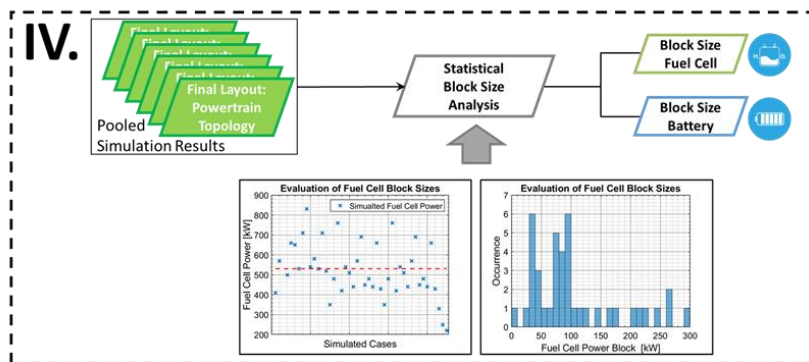 IV.
Final Layout:
Final Layout:
Final Layout:
Final Layout:
Final Layout:
Final Layout:
Powertrain
Topology
Pooled
Simulation Results
Statistical
Block Size
Analysis
Block Size
Fuel Cell
H₂
O₂
Block Size
Battery
Evaluation of Fuel Cell Block Sizes
Simualted Fuel Cell Power
Fuel Cell Power [kW]
900
800
700
600
500
400
300
200
Simulated Cases
Evaluation of Fuel Cell Block Sizes
Occurrence
7
6
5
4
3
2
1
0
0
50
100
150
200
250
300
Fuel Cell Power Block [kW]